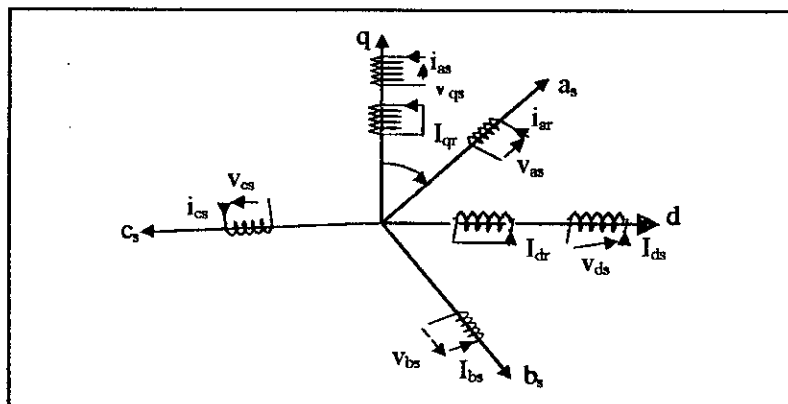 q
i_as
v_qs
a_s
I_qr
i_ar
v_as
v_cs
i_cs
c_s
d
I_dr
v_ds
I_ds
v_bs
I_bs
b_s